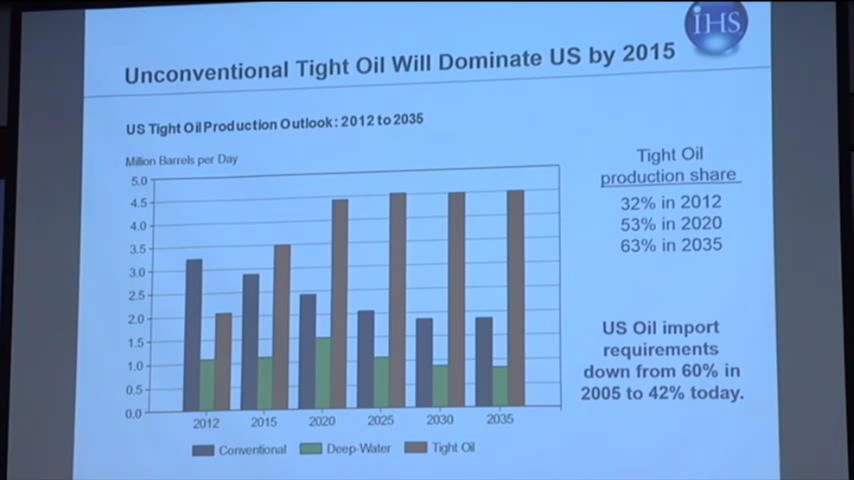 IHS
Unconventional Tight Oil Will Dominate US by 2015
US Tight Oil Production Outlook: 2012 to 2035
Million Barrels per Day
5.0
4.5
4.0
3.5
3.0
2.5
2.0
1.5
1.0
0.5
0.0
2012 2015 2020 2025 2030 2035
Conventional Deep-Water Tight Oil
Tight Oil
production share
32% in 2012
53% in 2020
63% in 2035
US Oil import
requirements
down from 60% in
2005 to 42% today.